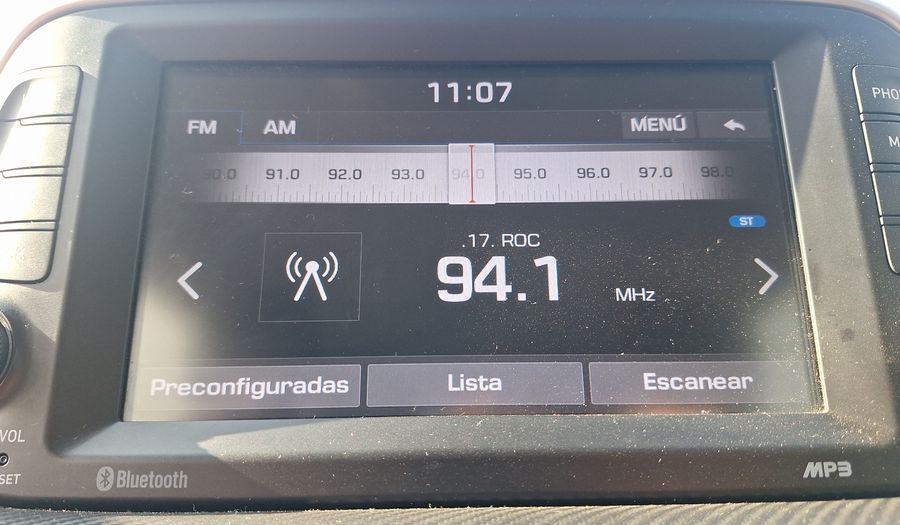 11:07
FM AM MENÚ
90.0 91.0 92.0 93.0 94.0 95.0 96.0 97.0 98.0
ST
.17. ROC
94.1 MHz
Preconfiguradas Lista Escanear
VOL
SET
Bluetooth
MP3